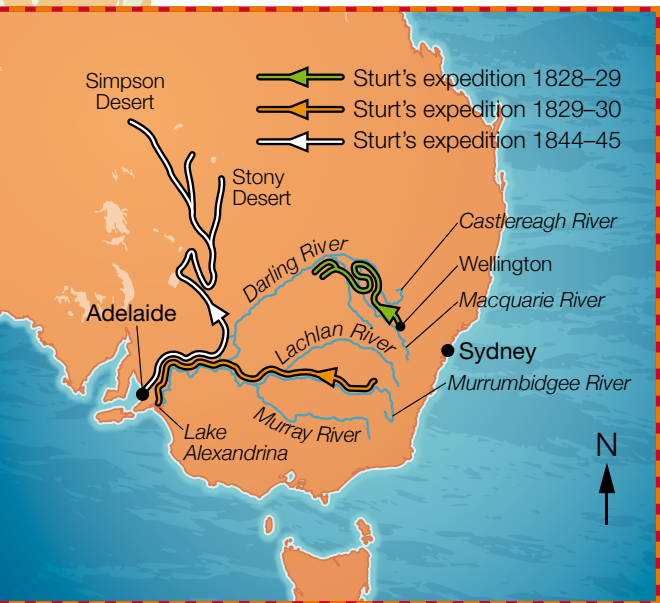 Simpson
Desert
Sturt's expedition 1828–29
Sturt's expedition 1829–30
Sturt's expedition 1844–45
Stony
Desert
Castlereagh River
Darling River
Wellington
Macquarie River
Adelaide
Lachlan River
Sydney
Murrumbidgee River
Murray River
Lake
Alexandrina
N